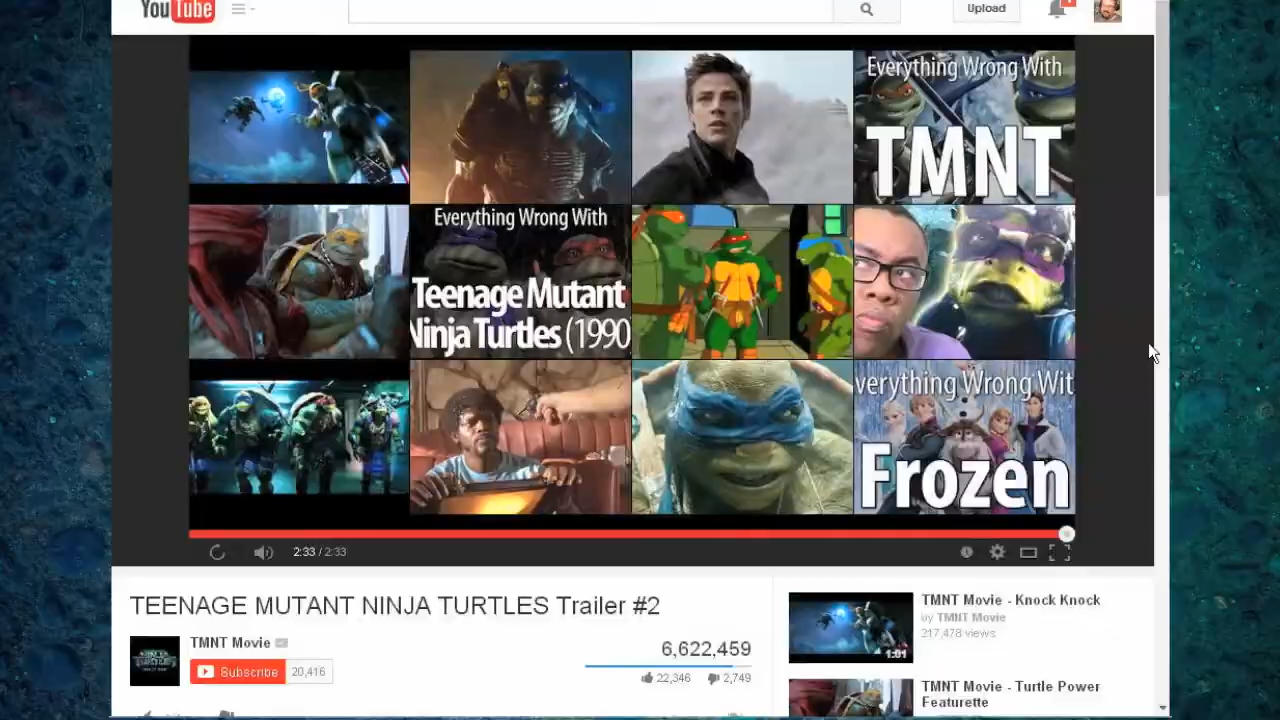 YouTube
Upload
Everything Wrong With
TMNT
Everything Wrong With
Teenage Mutant
Ninja Turtles (1990
verything Wrong Wit
Frozen
2:33 / 2:33
TEENAGE MUTANT NINJA TURTLES Trailer #2
TMNT Movie
Subscribe 20,416
6,622,459
22,346 2,749
TMNT Movie - Knock Knock
by TMNT Movie
217,478 views
1:01
TMNT Movie - Turtle Power
Featurette